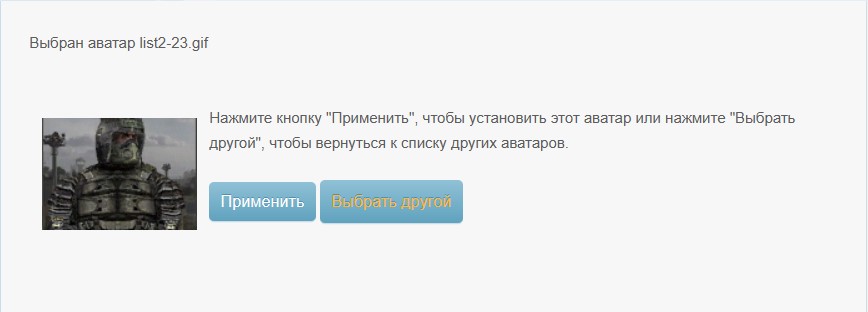 Выбран аватар list2-23.gif
Нажмите кнопку "Применить", чтобы установить этот аватар или нажмите "Выбрать
другой", чтобы вернуться к списку других аватаров.
Применить Выбрать другой